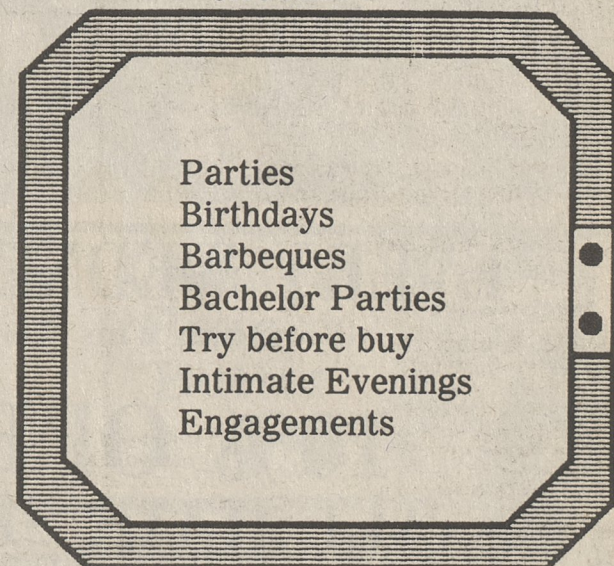 Parties
Birthdays
Barbeques
Bachelor Parties
Try before buy
Intimate Evenings
Engagements